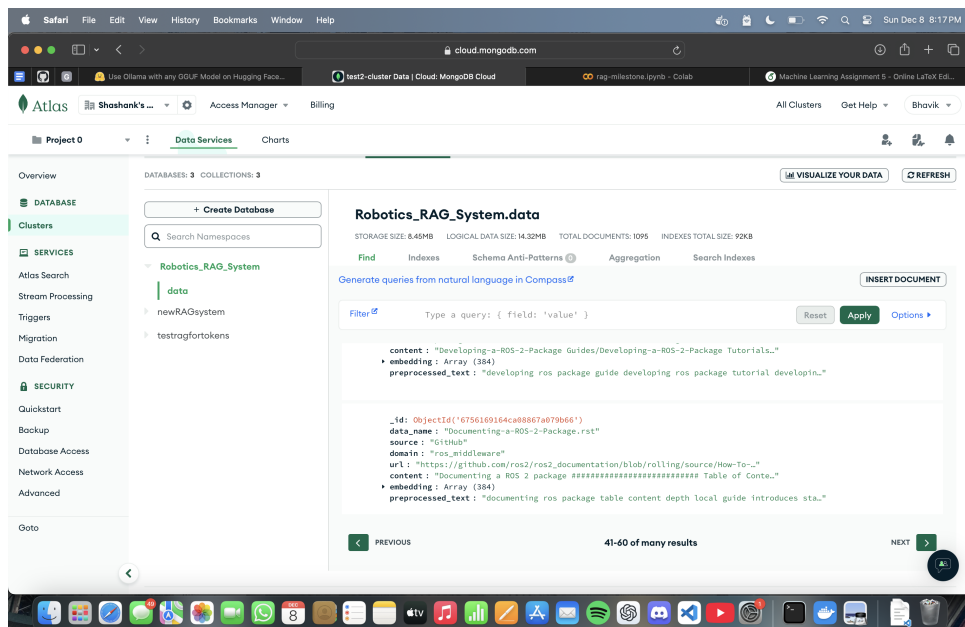 Safari File Edit View History Bookmarks Window Help Sun Dec 8 8:17 PM
cloud.mongodb.com
G Use Ollama with any GGUF Model on Hugging Face... test2-cluster Data | Cloud: MongoDB Cloud rag-milestone.ipynb - Colab Machine Learning Assignment 5 - Online LaTeX Edi...
Atlas Shashank's ... Access Manager Billing All Clusters Get Help Bhavik
Project 0 Data Services Charts
Overview
DATABASE
Clusters
SERVICES
Atlas Search
Stream Processing
Triggers
Migration
Data Federation
SECURITY
Quickstart
Backup
Database Access
Network Access
Advanced
Goto
DATABASES: 3 COLLECTIONS: 3
VISUALIZE YOUR DATA REFRESH
+ Create Database
Search Namespaces
Robotics_RAG_System
data
newRAGsystem
testragfortokens
Robotics_RAG_System.data
STORAGE SIZE: 8.45MB LOGICAL DATA SIZE: 14.32MB TOTAL DOCUMENTS: 1095 INDEXES TOTAL SIZE: 92KB
Find Indexes Schema Anti-Patterns 0 Aggregation Search Indexes
Generate queries from natural language in Compass INSERT DOCUMENT
Filter Type a query: { field: 'value' } Reset Apply Options
content : "Developing-a-ROS-2-Package Guides/Developing-a-ROS-2-Package Tutorials…"
embedding : Array (384)
preprocessed_text : "developing ros package guide developing ros package tutorial developin…"
_id: ObjectId('6756169164ca08867a079b66')
data_name : "Documenting-a-ROS-2-Package.rst"
source : "GitHub"
domain : "ros_middleware"
url : "https://github.com/ros2/ros2_documentation/blob/rolling/source/How-To-…"
content : "Documenting a ROS 2 package ########################### Table of Conte…"
embedding : Array (384)
preprocessed_text : "documenting ros package table content depth local guide introduces sta…"
PREVIOUS 41-60 of many results NEXT
49 DEC 8 tv 1